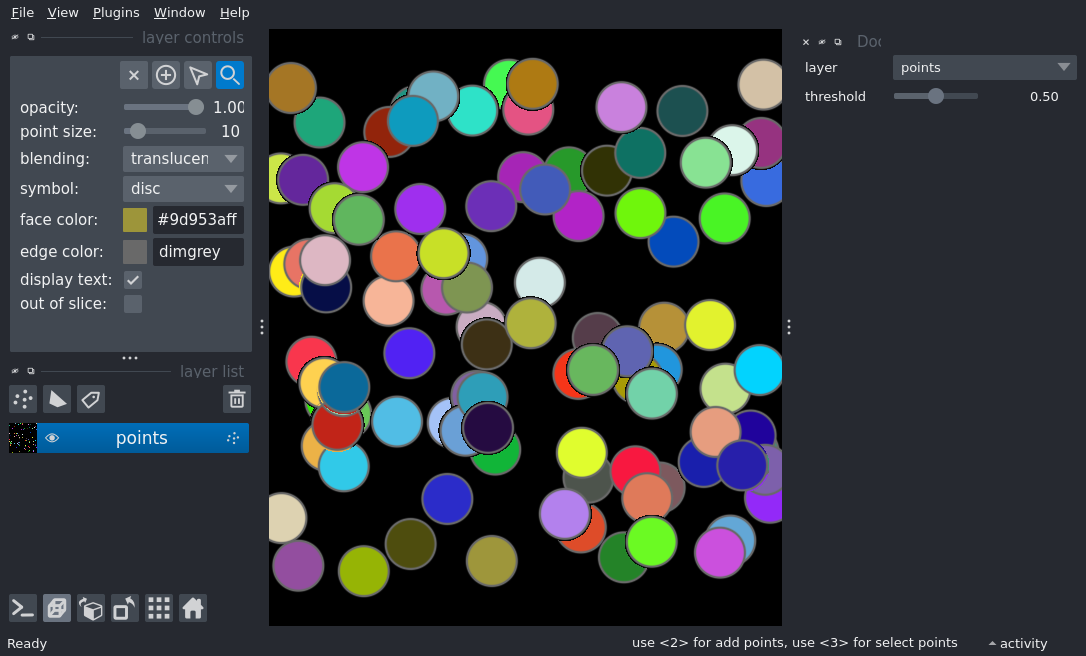 File View Plugins Window Help
layer controls
opacity: 1.00
point size: 10
blending: translucen
symbol: disc
face color: #9d953aff
edge color: dimgrey
display text:
out of slice:
layer list
points
Ready
Doc
layer points
threshold 0.50
use <2> for add points, use <3> for select points
activity